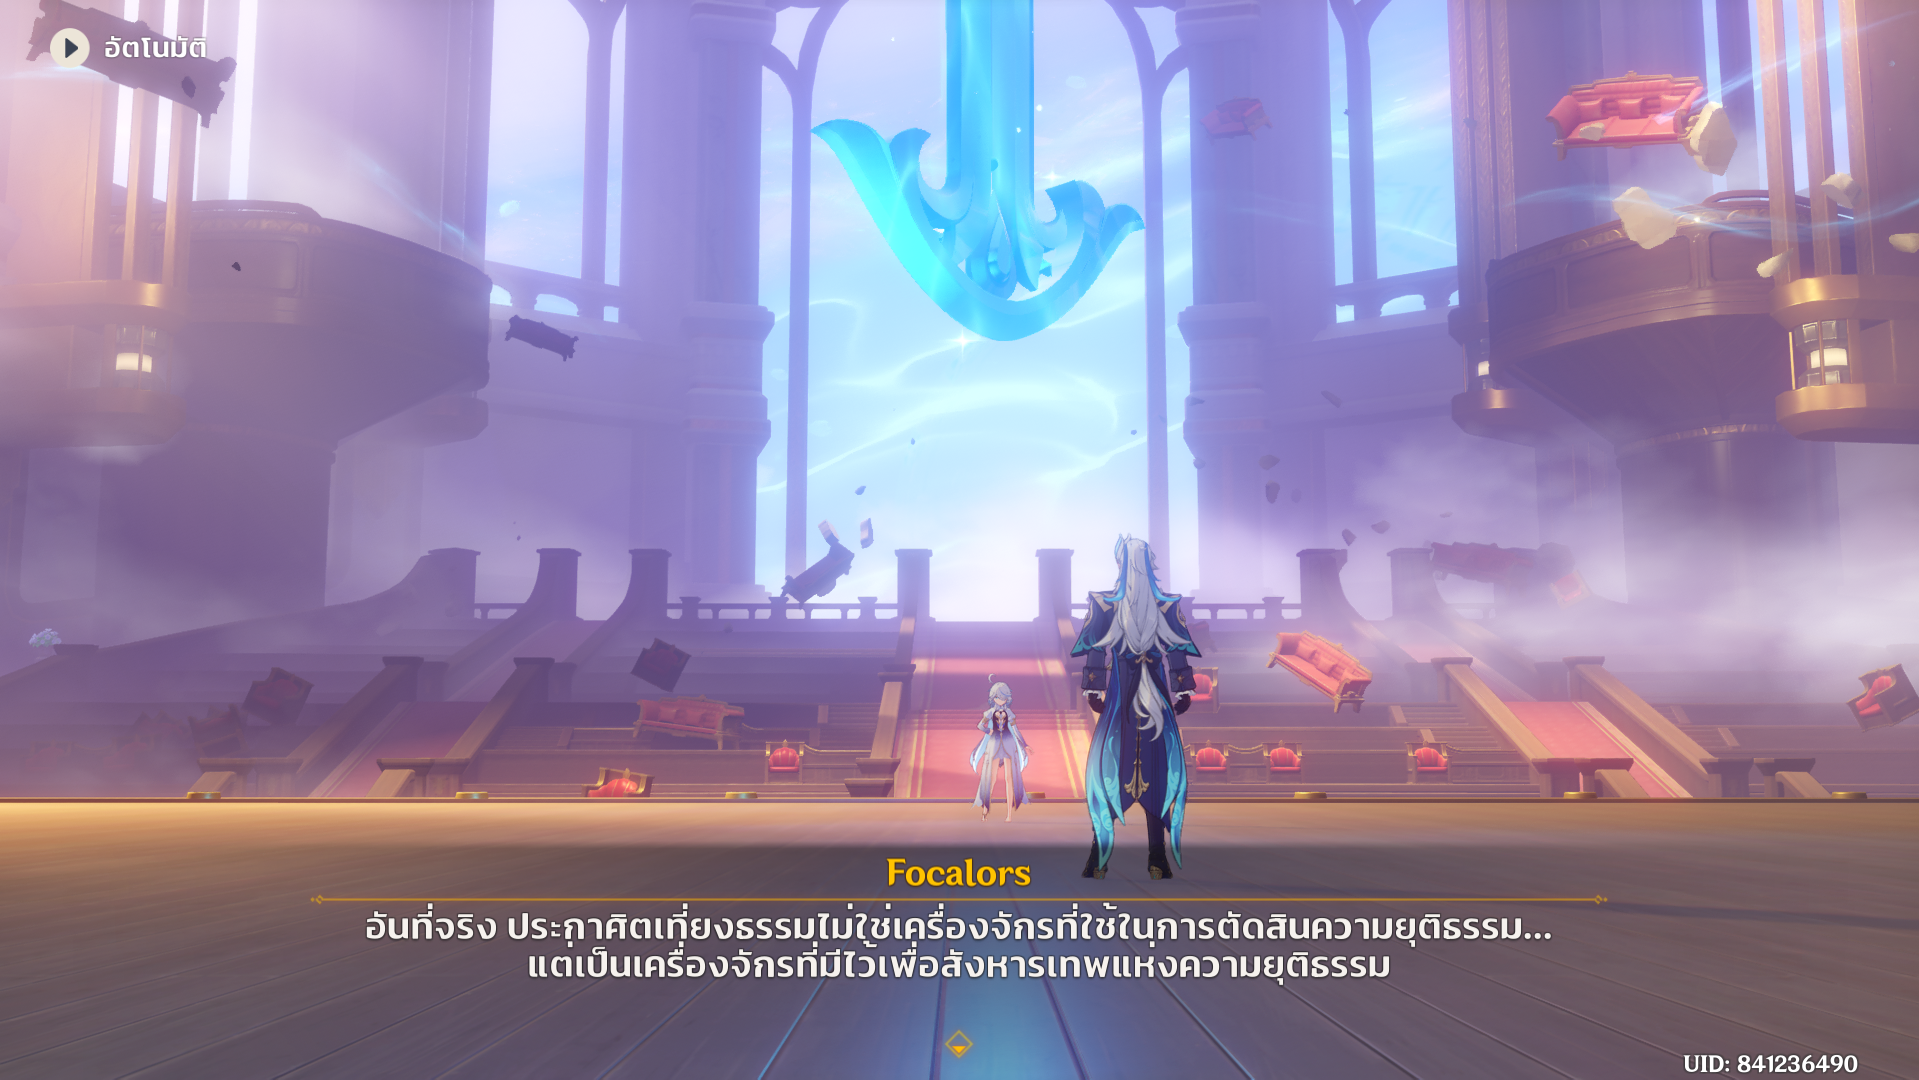 อัตโนมัติ
Focalors
อันที่จริง ประกาศิตเที่ยงธรรมไม่ใช่เครื่องจักรที่ใช้ในการตัดสินความยุติธรรม...
แต่เป็นเครื่องจักรที่มีไว้เพื่อสังหารเทพแห่งความยุติธรรม
UID: 841236490